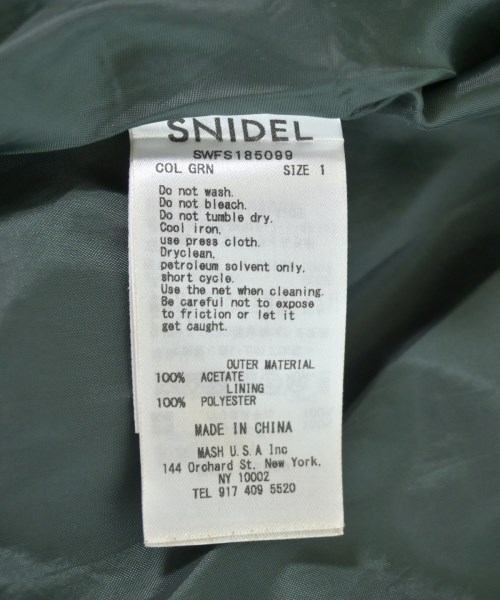 SNIDEL
SWFS185099
COL GRN SIZE 1
Do not wash.
Do not bleach.
Do not tumble dry.
Cool iron,
use press cloth.
Dryclean,
petroleum solvent only.
short cycle.
Use the net when cleaning.
Be careful not to expose
to friction or let it
get caught.
OUTER MATERIAL
100% ACETATE
LINING
100% POLYESTER
MADE IN CHINA
MASH U.S.A Inc
144 Orchard St. New York,
NY 10002
TEL 917 409 5520